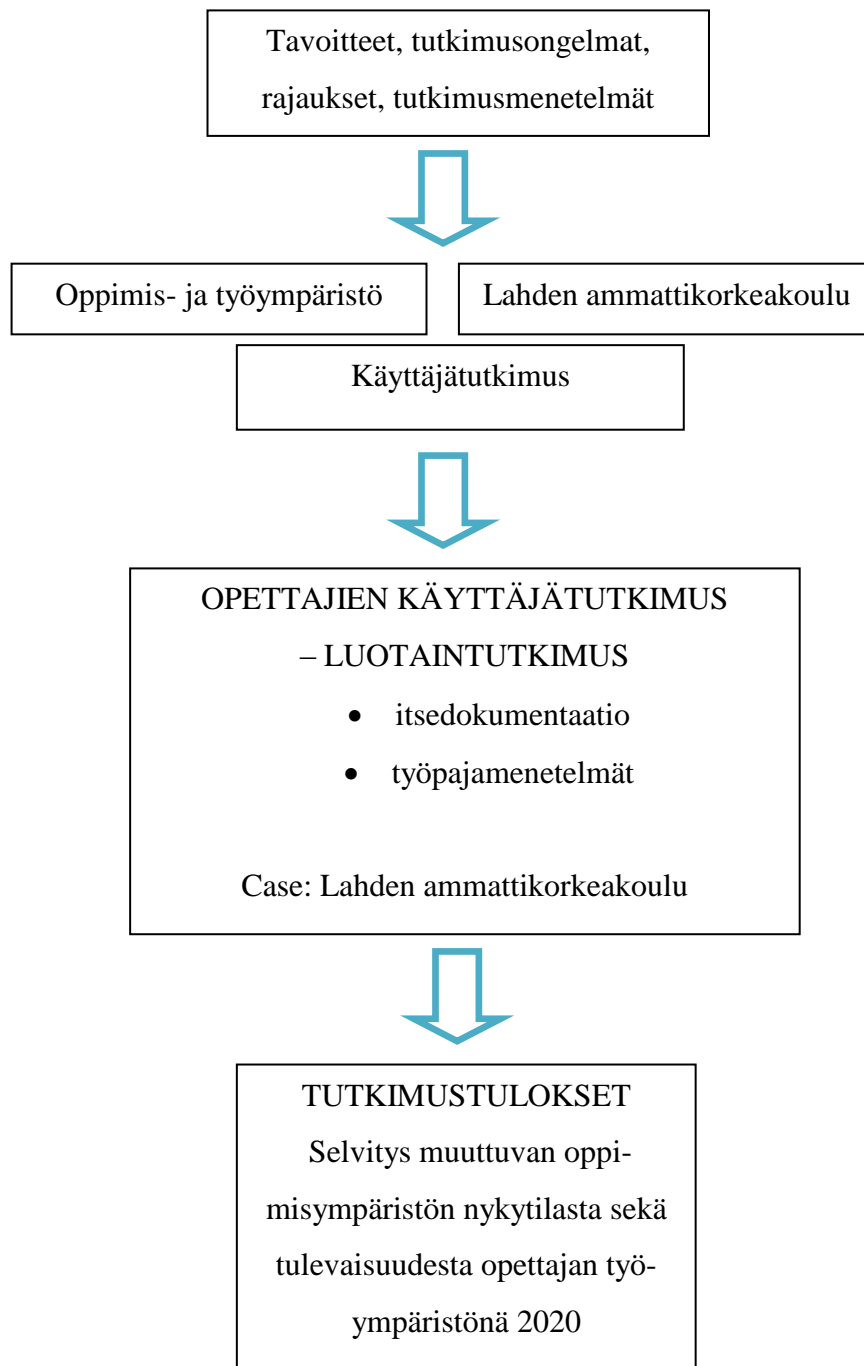 Tavoitteet, tutkimusongelmat,
rajaukset, tutkimusmenetelmät
Oppimis- ja työympäristö
Lahden ammattikorkeakoulu
Käyttäjätutkimus
OPETTAJIEN KÄYTTÄJÄTUTKIMUS
– LUOTAINTUTKIMUS
• itsedokumentaatio
• työpajamenetelmät
Case: Lahden ammattikorkeakoulu
TUTKIMUSTULOKSET
Selvitys muuttuvan oppi-
misympäristön nykytilasta sekä
tulevaisuudesta opettajan työ-
ympäristönä 2020